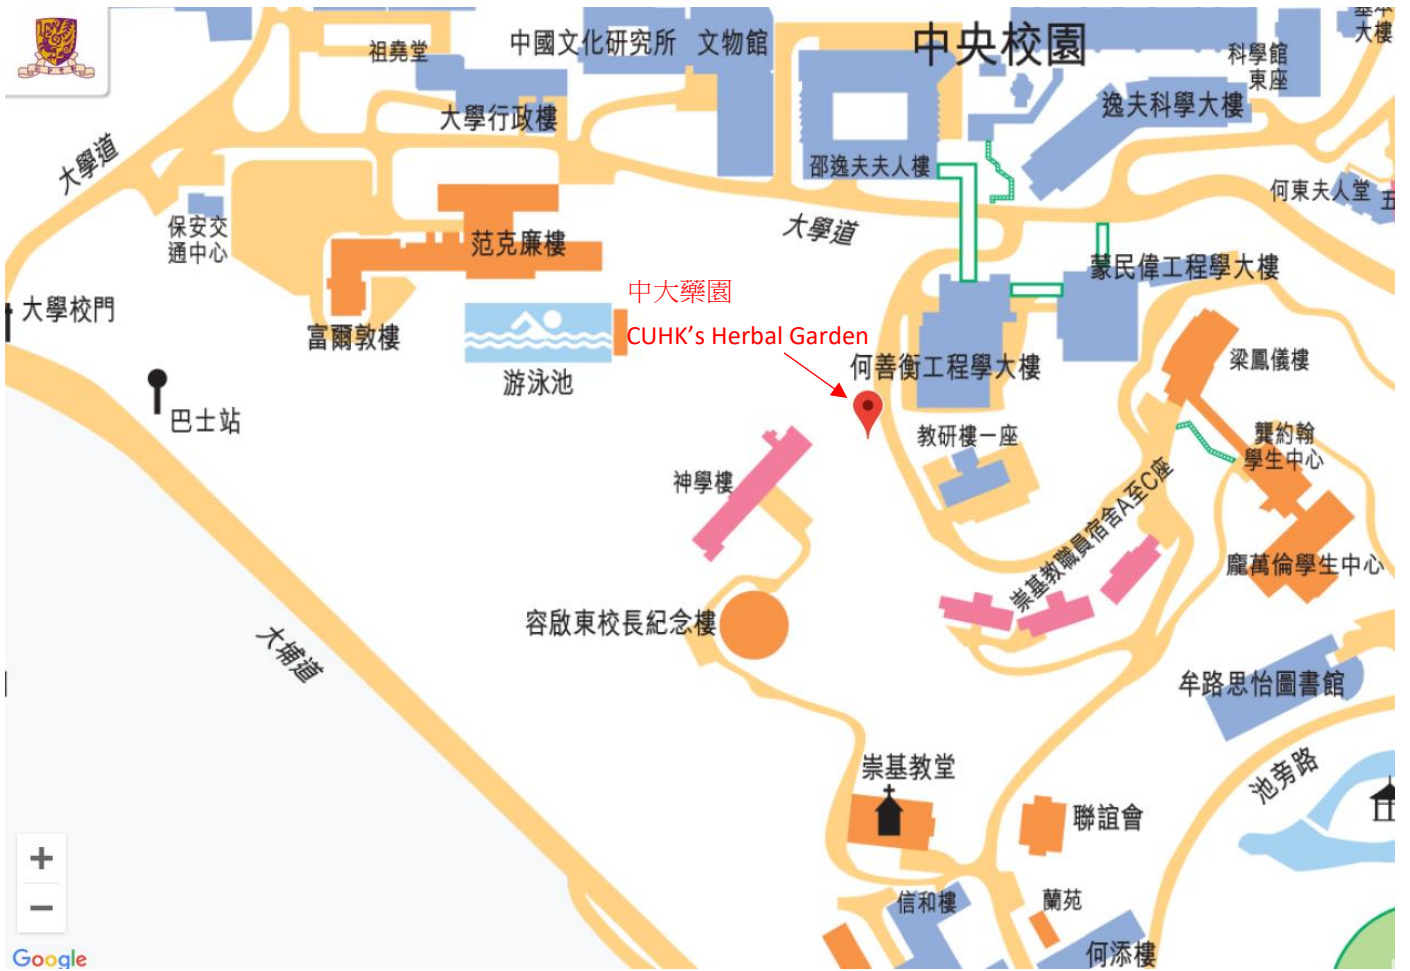 祖堯堂
中國文化研究所
文物館
中央校園
科學館
東座
大樓
大學行政樓
逸夫科學大樓
大學道
邵逸夫夫人樓
何東夫人堂
五
保安交
通中心
范克廉樓
大學道
蒙民偉工程學大樓
中大藥園
CUHK's Herbal Garden
大學校門
富爾敦樓
何善衡工程學大樓
梁鳳儀樓
游泳池
巴士站
教研樓一座
龔約翰
學生中心
神學樓
崇基教職員宿舍A至C座
龐萬倫學生中心
容啟東校長紀念樓
大埔道
牟路思怡圖書館
崇基教堂
池旁路
聯誼會
信和樓
蘭苑
何添樓
+
−
Google